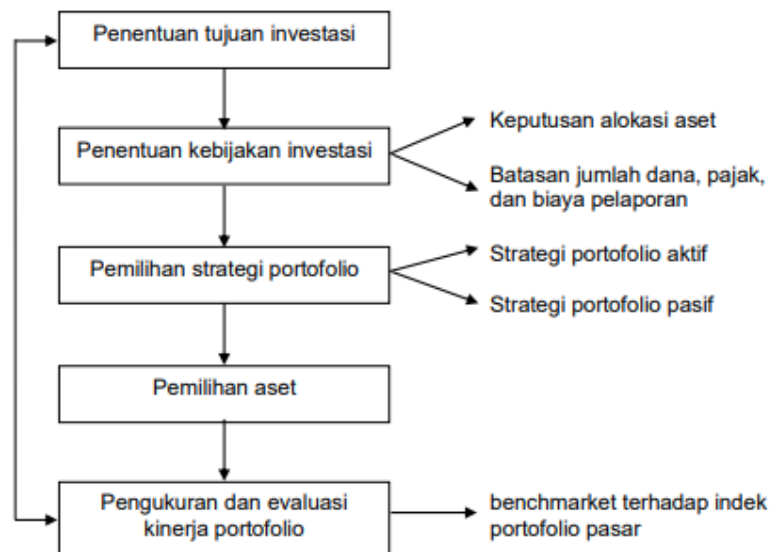 Penentuan tujuan investasi
Penentuan kebijakan investasi
Keputusan alokasi aset
Batasan jumlah dana, pajak,
dan biaya pelaporan
Pemilihan strategi portofolio
Strategi portofolio aktif
Strategi portofolio pasif
Pemilihan aset
Pengukuran dan evaluasi
kinerja portofolio
benchmarket terhadap indek
portofolio pasar